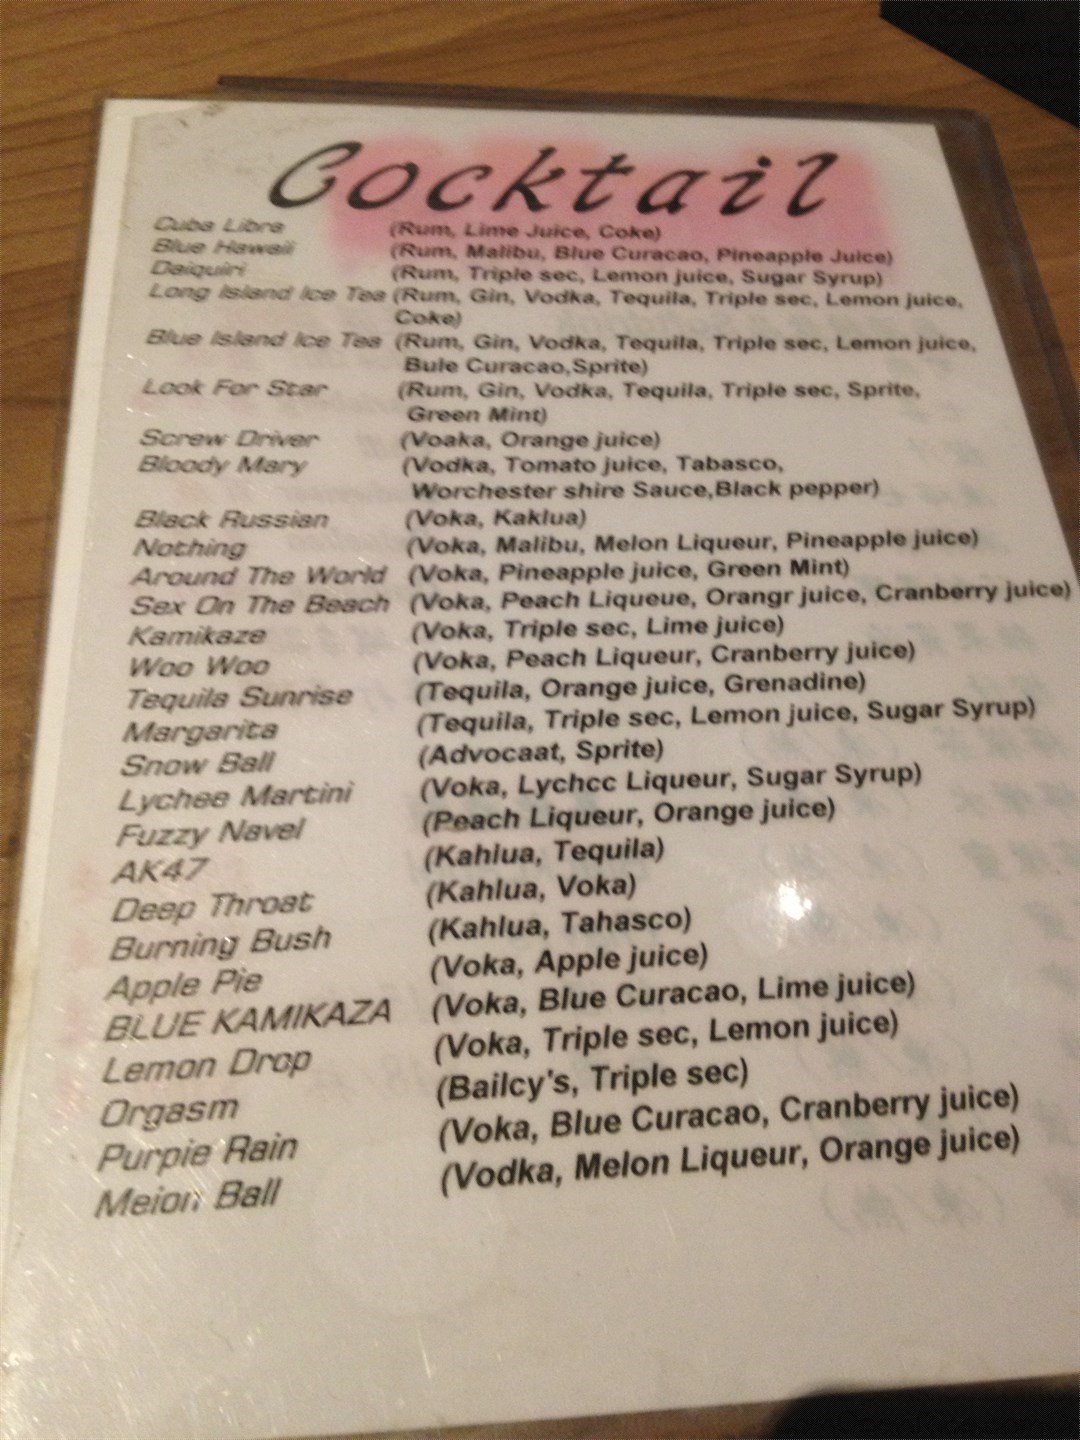 Cocktail
Cuba Libre (Rum, Lime Juice, Coke)
Blue Hawaii (Rum, Malibu, Blue Curacao, Pineapple Juice)
Daiquiri (Rum, Triple sec, Lemon juice, Sugar Syrup)
Long Island Ice Tea (Rum, Gin, Vodka, Tequila, Triple sec, Lemon juice,
Coke)
Blue Island Ice Tea (Rum, Gin, Vodka, Tequila, Triple sec, Lemon juice,
Bule Curacao,Sprite)
Look For Star (Rum, Gin, Vodka, Tequila, Triple sec, Sprite,
Green Mint)
Screw Driver (Voaka, Orange juice)
Bloody Mary (Vodka, Tomato juice, Tabasco,
Worchester shire Sauce,Black pepper)
Black Russian (Voka, Kaklua)
Nothing (Voka, Malibu, Melon Liqueur, Pineapple juice)
Around The World (Voka, Pineapple juice, Green Mint)
Sex On The Beach (Voka, Peach Liqueue, Orangr juice, Cranberry juice)
Kamikaze (Voka, Triple sec, Lime juice)
Woo Woo (Voka, Peach Liqueur, Cranberry juice)
Tequila Sunrise (Tequila, Orange juice, Grenadine)
Margarita (Tequila, Triple sec, Lemon juice, Sugar Syrup)
Snow Ball (Advocaat, Sprite)
Lychee Martini (Voka, Lychcc Liqueur, Sugar Syrup)
Fuzzy Navel (Peach Liqueur, Orange juice)
AK47 (Kahlua, Tequila)
Deep Throat (Kahlua, Voka)
Burning Bush (Kahlua, Tahasco)
Apple Pie (Voka, Apple juice)
BLUE KAMIKAZA (Voka, Blue Curacao, Lime juice)
Lemon Drop (Voka, Triple sec, Lemon juice)
Orgasm (Bailcy's, Triple sec)
Purpie Rain (Voka, Blue Curacao, Cranberry juice)
Meion Ball (Vodka, Melon Liqueur, Orange juice)